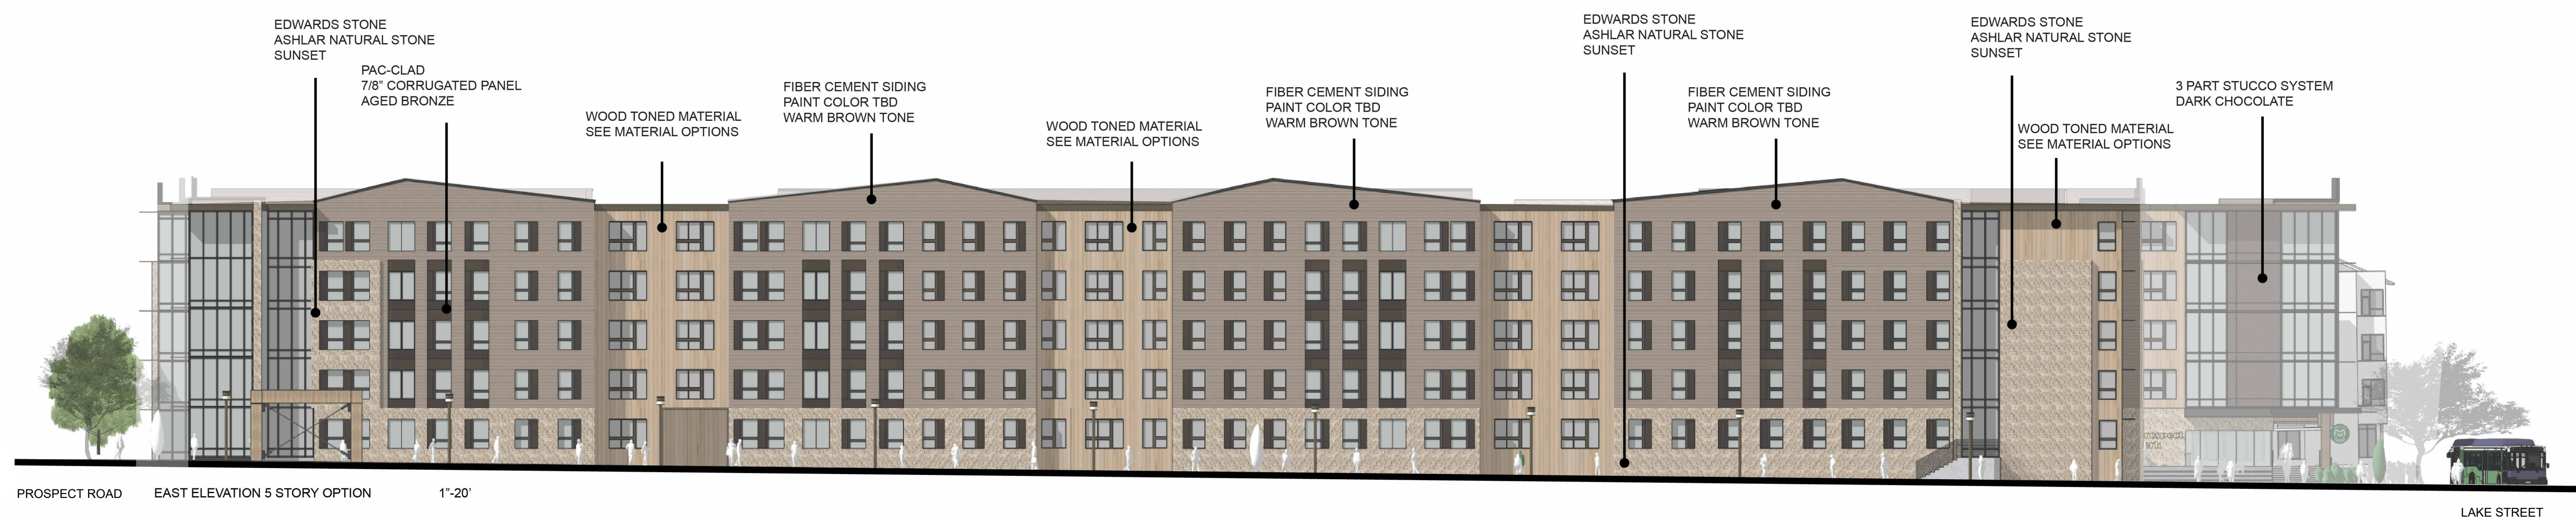 EDWARDS STONE
ASHLAR NATURAL STONE
SUNSET
PAC-CLAD
7/8” CORRUGATED PANEL
AGED BRONZE
WOOD TONED MATERIAL
SEE MATERIAL OPTIONS
FIBER CEMENT SIDING
PAINT COLOR TBD
WARM BROWN TONE
WOOD TONED MATERIAL
SEE MATERIAL OPTIONS
FIBER CEMENT SIDING
PAINT COLOR TBD
WARM BROWN TONE
EDWARDS STONE
ASHLAR NATURAL STONE
SUNSET
FIBER CEMENT SIDING
PAINT COLOR TBD
WARM BROWN TONE
EDWARDS STONE
ASHLAR NATURAL STONE
SUNSET
WOOD TONED MATERIAL
SEE MATERIAL OPTIONS
3 PART STUCCO SYSTEM
DARK CHOCOLATE
PROSPECT ROAD
EAST ELEVATION 5 STORY OPTION
1”-20’
LAKE STREET